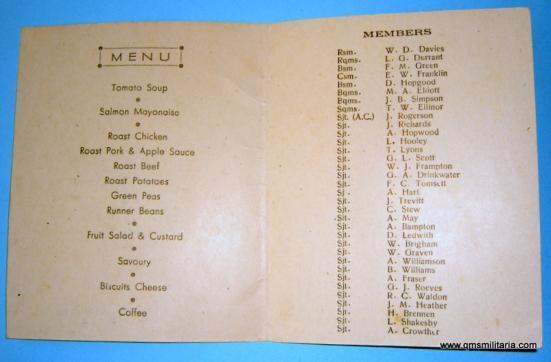 MENU
Tomato Soup
Salmon Mayonaise
Roast Chicken
Roast Pork & Apple Sauce
Roast Beef
Roast Potatoes
Green Peas
Runner Beans
Fruit Salad & Custard
Savoury
Biscuits Cheese
Coffee
MEMBERS
Rsm. W. D. Davies
Rqms. L. G. Durrant
Bsm. F. M. Green
Csm. E. W. Franklin
Bsm. D. Hopgood
Bqms. M. A. Elliott
Bqms. J. B. Simpson
Sqms. T. W. Ellinor
Sjt. (A.C.) J. Rogerson
Sjt. J. Richards
Sjt. A. Hopwood
Sjt. L. Hooley
Sjt. T. Lyons
Sjt. G. L. Scott
Sjt. W. J. Frampton
Sjt. G. A. Drinkwater
Sjt. F. C. Tomsett
Sj. A. Hart
Sjt. J. Trevitt
Sjt. C. Stew
Sjt. A. May
Sjt. A. Bampton
Sjt. D. Ledwith
Sjt. W. Brigham
Sjt. W. Graven
Sjt. A. Williamson
Sjt. B. Williams
Sjt. A. Fraser
Sjt. G. J. Reeves
Sjt. R. C. Waldon
Sjt. J. M. Heather
Sjt. H. Brennen
Sjt. L. Shakesby
Sjt. A. Crowther
www.qmsmilitaria.com